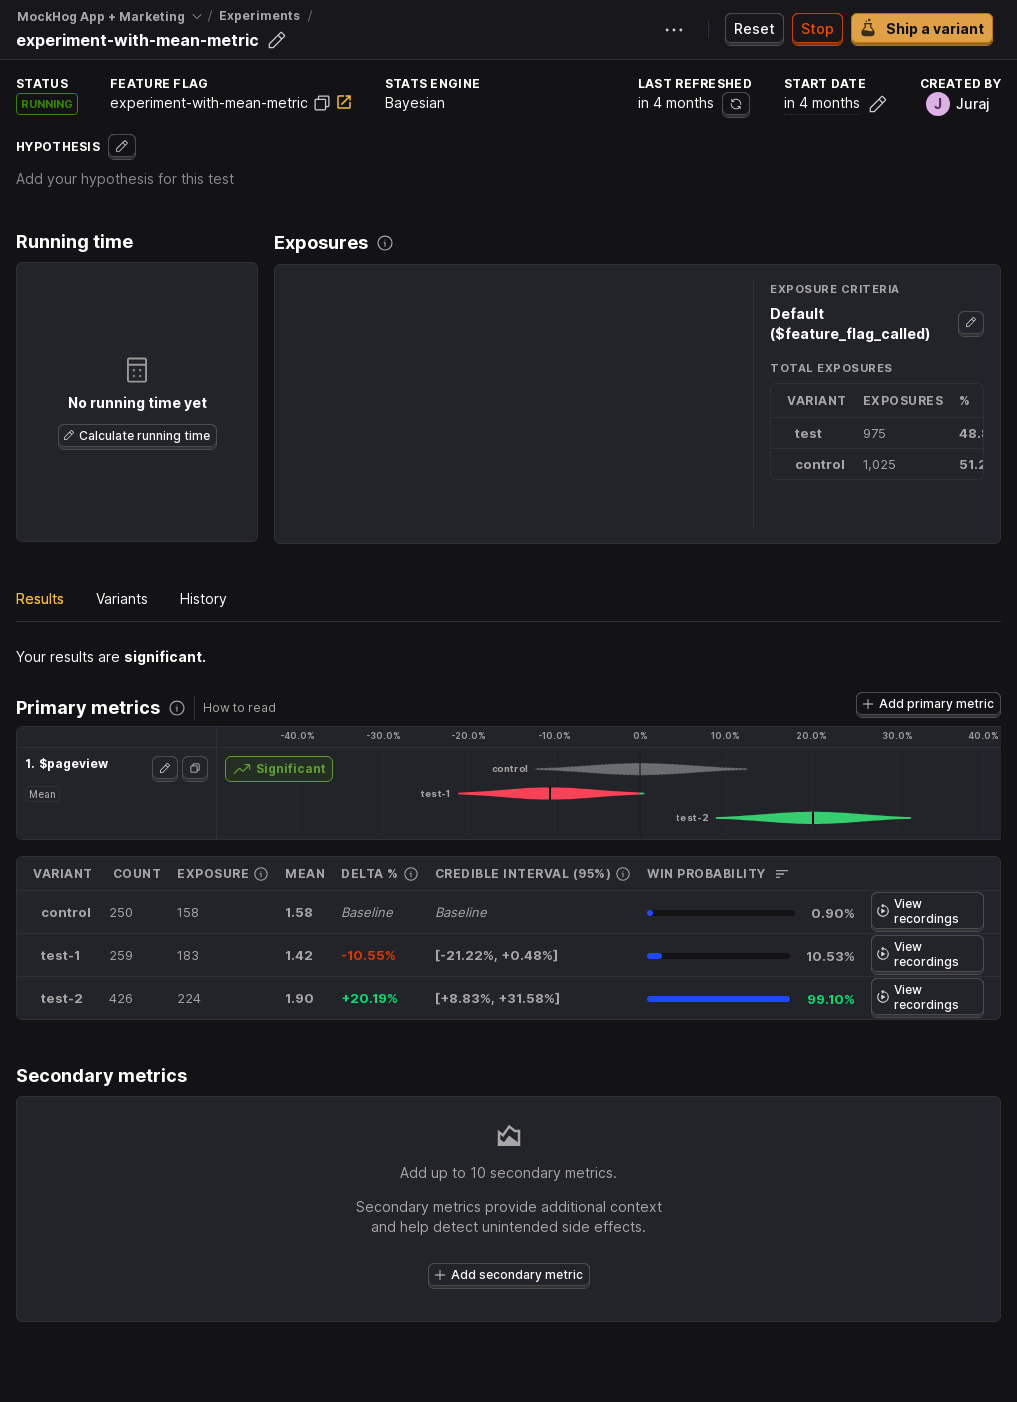 MockHog App + Marketing / Experiments /
experiment-with-mean-metric
Reset Stop Ship a variant
STATUS FEATURE FLAG STATS ENGINE LAST REFRESHED START DATE CREATED BY
RUNNING experiment-with-mean-metric Bayesian in 4 months in 4 months J Juraj
HYPOTHESIS
Add your hypothesis for this test
Running time Exposures
No running time yet
Calculate running time
EXPOSURE CRITERIA
Default
($feature_flag_called)
TOTAL EXPOSURES
VARIANT EXPOSURES %
test 975 48.8
control 1,025 51.2
Results Variants History
Your results are significant.
Primary metrics How to read Add primary metric
-40.0% -30.0% -20.0% -10.0% 0% 10.0% 20.0% 30.0% 40.0%
1. $pageview Significant
Mean
control
test-1
test-2
VARIANT COUNT EXPOSURE MEAN DELTA % CREDIBLE INTERVAL (95%) WIN PROBABILITY
control 250 158 1.58 Baseline Baseline 0.90% View recordings
test-1 259 183 1.42 -10.55% [-21.22%, +0.48%] 10.53% View recordings
test-2 426 224 1.90 +20.19% [+8.83%, +31.58%] 99.10% View recordings
Secondary metrics
Add up to 10 secondary metrics.
Secondary metrics provide additional context
and help detect unintended side effects.
Add secondary metric